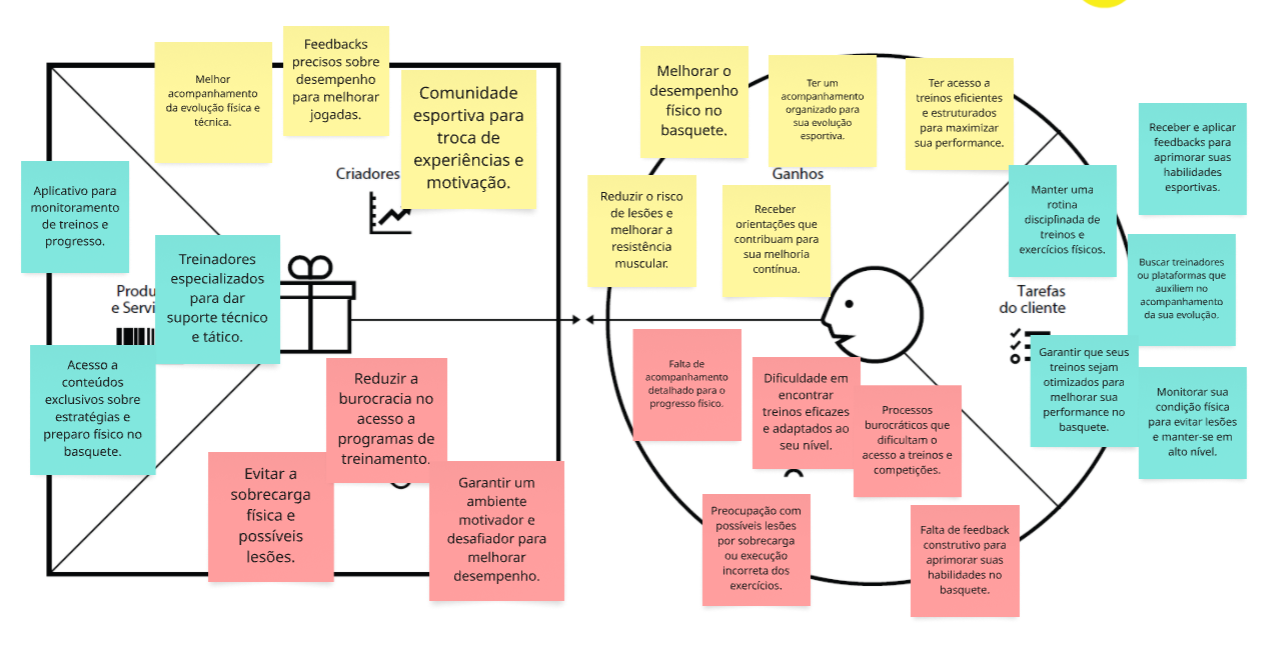 Melhor
acompanhamento
da evolução física e
técnica.
Feedbacks
precisos sobre
desempenho
para melhorar
jogadas.
Comunidade
esportiva para
troca de
experiências e
motivação.
Criadores
Aplicativo para
monitoramento
de treinos e
progresso.
Treinadores
especializados
para dar
suporte técnico
e tático.
Produ
e Servi
Acesso a
conteúdos
exclusivos sobre
estratégias e
preparo físico no
basquete.
Reduzir a
burocracia no
acesso a
programas de
treinamento.
Evitar a
sobrecarga
física e
possíveis
lesões.
Garantir um
ambiente
motivador e
desafiador para
melhorar
desempenho.
Melhorar o
desempenho
físico no
basquete.
Ter um
acompanhamento
organizado para
sua evolução
esportiva.
Ter acesso a
treinos eficientes
e estruturados
para maximizar
sua performance.
Ganhos
Reduzir o risco
de lesões e
melhorar a
resistência
muscular.
Receber
orientações que
contribuam para
sua melhoria
contínua.
Receber e aplicar
feedbacks para
aprimorar suas
habilidades
esportivas.
Manter uma
rotina
disciplinada de
treinos e
exercícios físicos.
Buscar treinadores
ou plataformas que
auxiliem no
acompanhamento
da sua evolução.
Tarefas
do cliente
Garantir que seus
treinos sejam
otimizados para
melhorar sua
performance no
basquete.
Monitorar sua
condição física
para evitar lesões
e manter-se em
alto nível.
Falta de
acompanhamento
detalhado para o
progresso físico.
Dificuldade em
encontrar
treinos eficazes
e adaptados ao
seu nível.
Processos
burocráticos que
dificultam o
acesso a treinos e
competições.
Preocupação com
possíveis lesões
por sobrecarga
ou execução
incorreta dos
exercícios.
Falta de feedback
construtivo para
aprimorar suas
habilidades no
basquete.